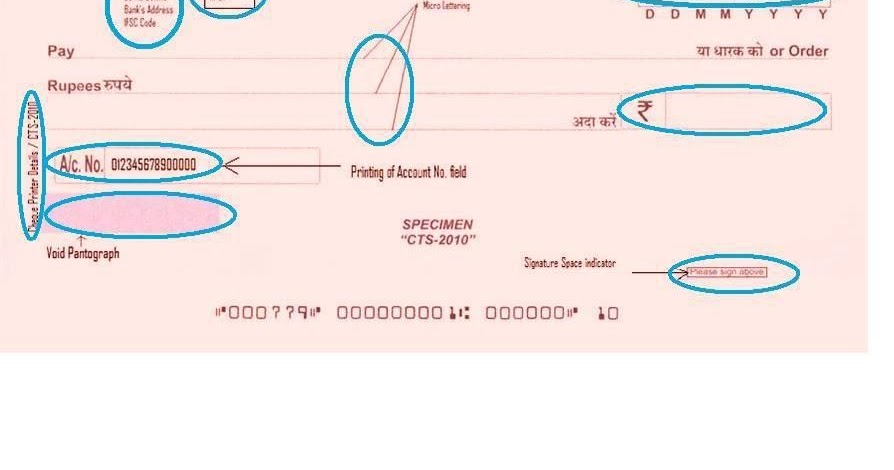 Bank's Address
IFSC Code
Micro Lettering
D D M M Y Y Y Y
Pay
या धारक को or Order
Rupees रुपये
अदा करें ₹
Cheque Printer Details / CTS-2010
A/c. No. 012345678900000
Printing of Account No. field
Void Pantograph
SPECIMEN
"CTS-2010"
Signature Space indicator
Please sign above
⑈000779⑈ 000000001⑆ 000000⑈ 10